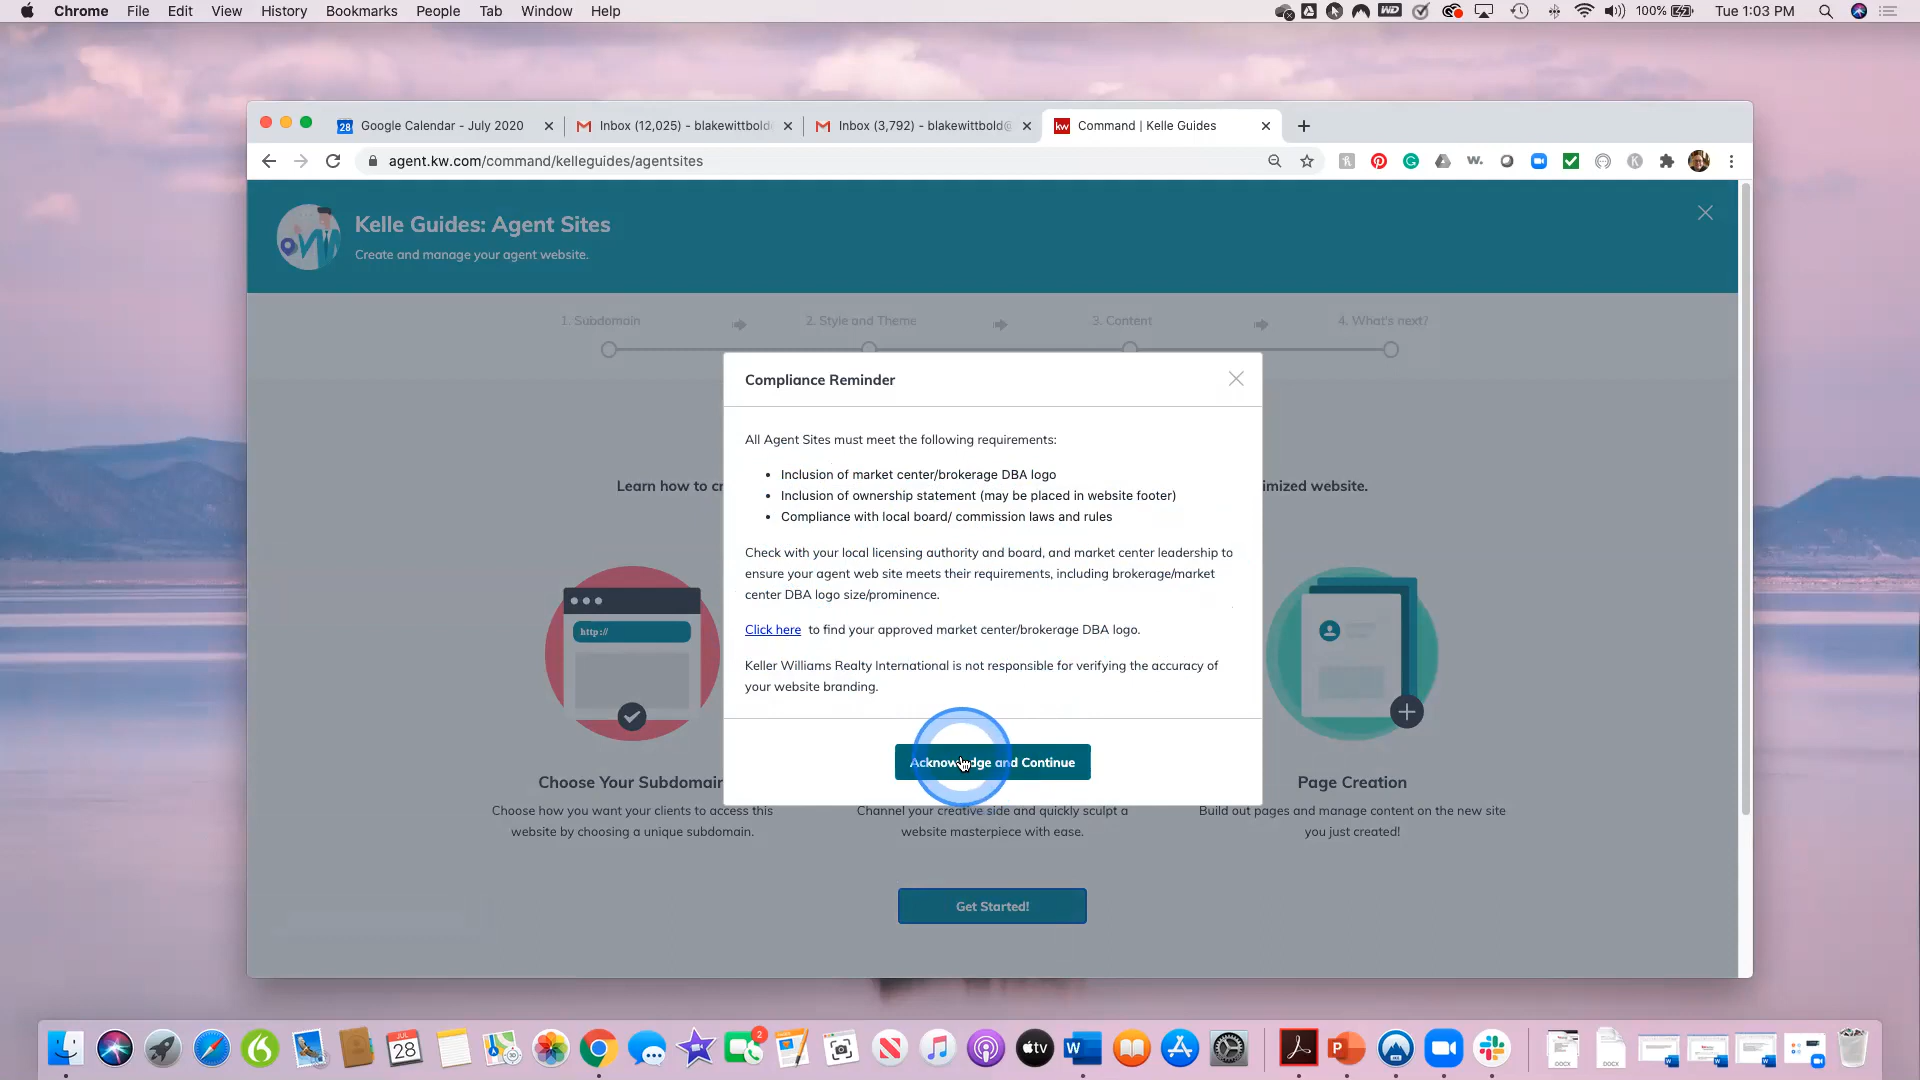 Chrome File Edit View History Bookmarks People Tab Window Help
100% Tue 1:03 PM
Google Calendar - July 2020
Inbox (12,025) - blakewittbold
Inbox (3,792) - blakewittbold@
Command | Kelle Guides
agent.kw.com/command/kelleguides/agentsites
Kelle Guides: Agent Sites
Create and manage your agent website.
1. Subdomain
2. Style and Theme
3. Content
4. What's next?
Compliance Reminder
All Agent Sites must meet the following requirements:
• Inclusion of market center/brokerage DBA logo
• Inclusion of ownership statement (may be placed in website footer)
• Compliance with local board/ commission laws and rules
Check with your local licensing authority and board, and market center leadership to
ensure your agent web site meets their requirements, including brokerage/market
center DBA logo size/prominence.
Click here to find your approved market center/brokerage DBA logo.
Keller Williams Realty International is not responsible for verifying the accuracy of
your website branding.
Acknowledge and Continue
Learn how to cr
imized website.
http://
Choose Your Subdomain
Choose how you want your clients to access this
website by choosing a unique subdomain.
Channel your creative side and quickly sculpt a
website masterpiece with ease.
Page Creation
Build out pages and manage content on the new site
you just created!
Get Started!